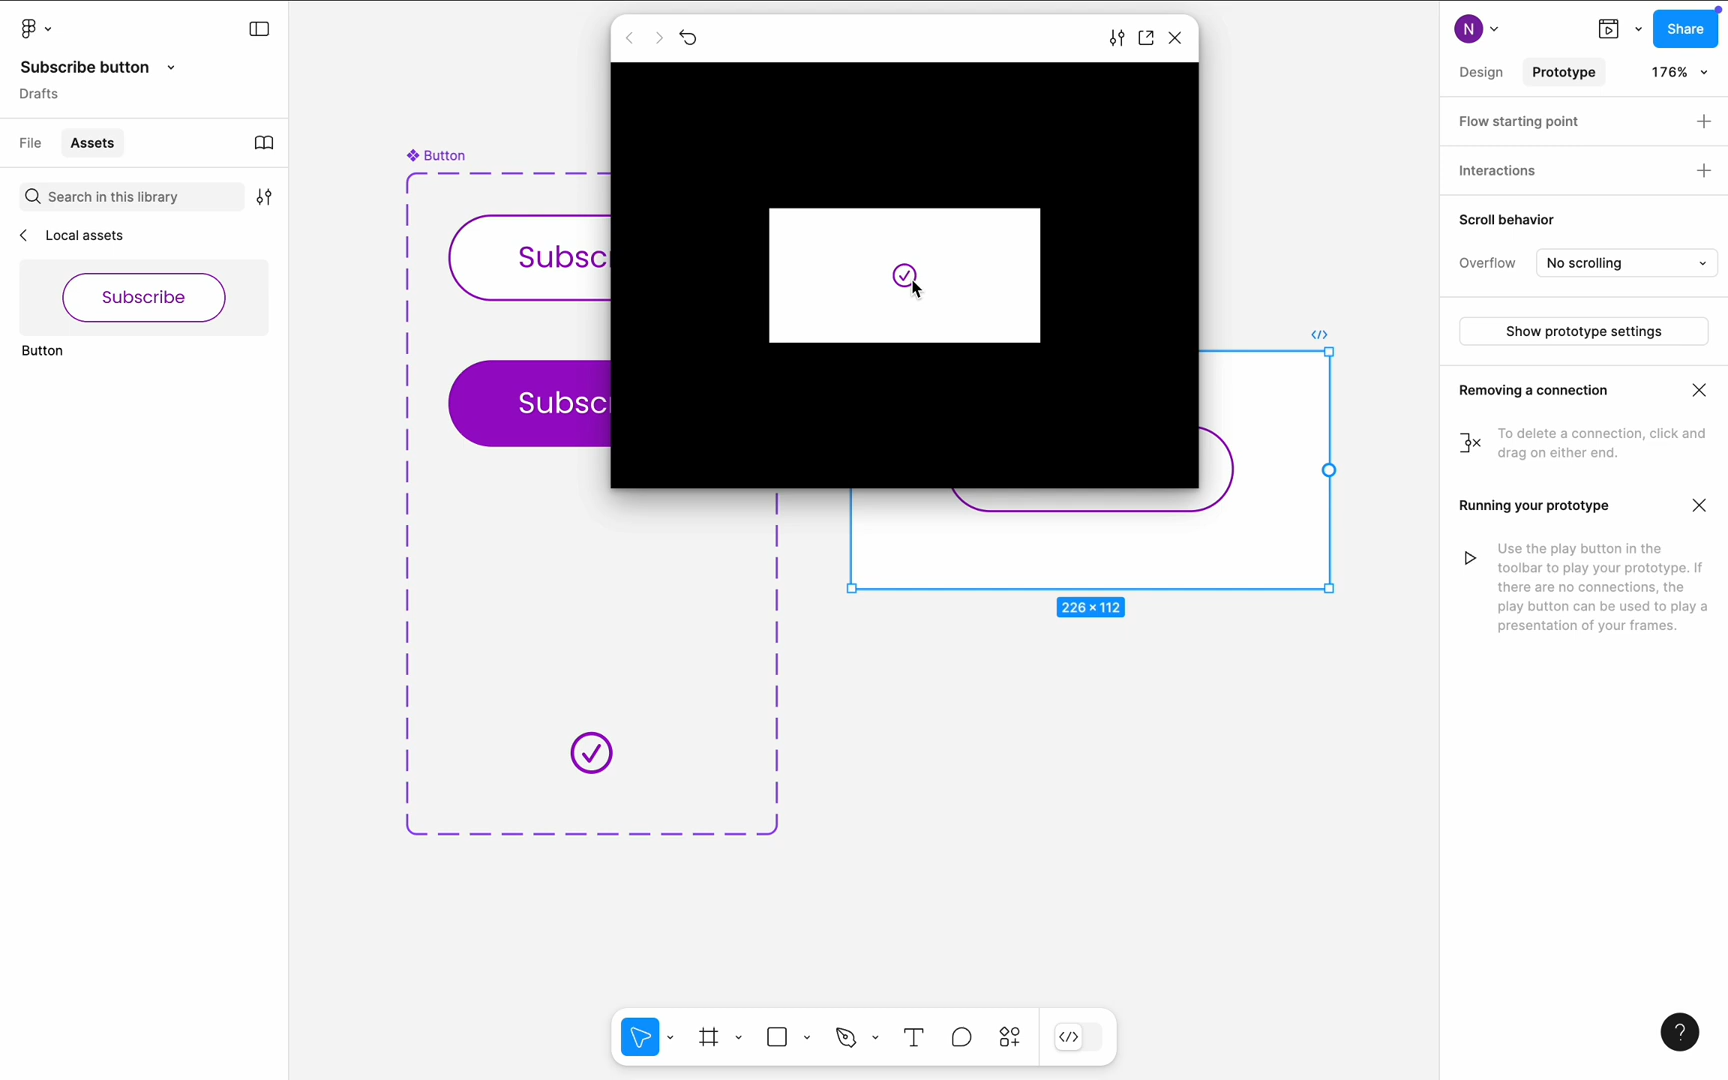 Subscribe button
Drafts
File
Assets
Search in this library
Local assets
Subscribe
Button
Button
Subscr
Subscr
226 × 112
N
Share
Design
Prototype
176%
Flow starting point
Interactions
Scroll behavior
Overflow
No scrolling
Show prototype settings
Removing a connection
To delete a connection, click and
drag on either end.
Running your prototype
Use the play button in the
toolbar to play your prototype. If
there are no connections, the
play button can be used to play a
presentation of your frames.
?